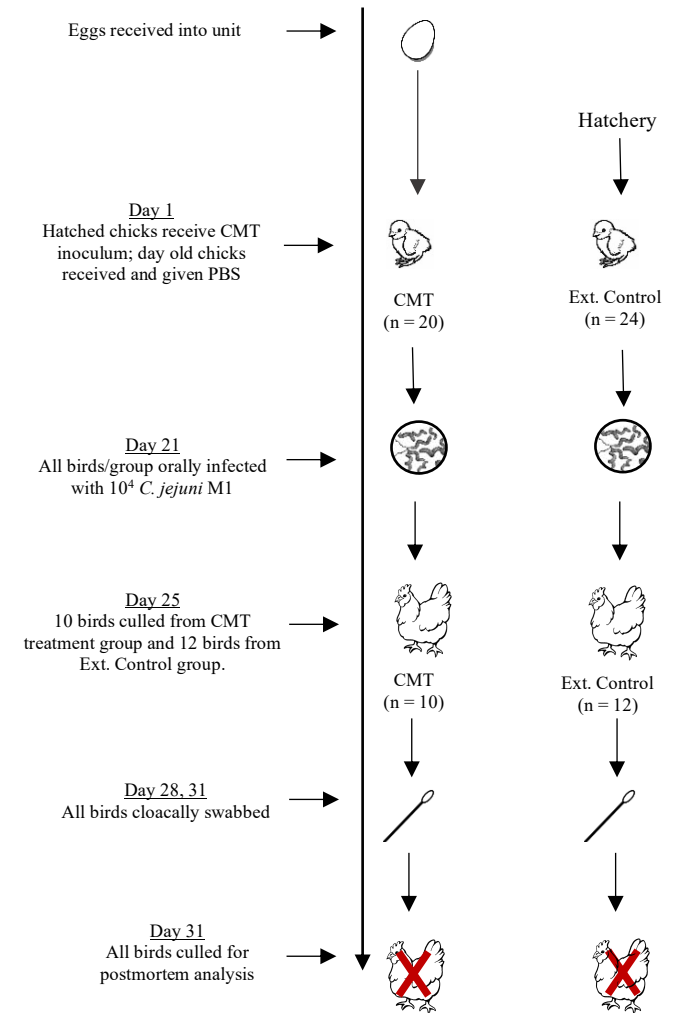 Eggs received into unit
Hatchery
Day 1
Hatched chicks receive CMT
inoculum; day old chicks
received and given PBS
CMT
(n = 20)
Ext. Control
(n = 24)
Day 21
All birds/group orally infected
with 10⁴ C. jejuni M1
Day 25
10 birds culled from CMT
treatment group and 12 birds from
Ext. Control group.
CMT
(n = 10)
Ext. Control
(n = 12)
Day 28, 31
All birds cloacally swabbed
Day 31
All birds culled for
postmortem analysis